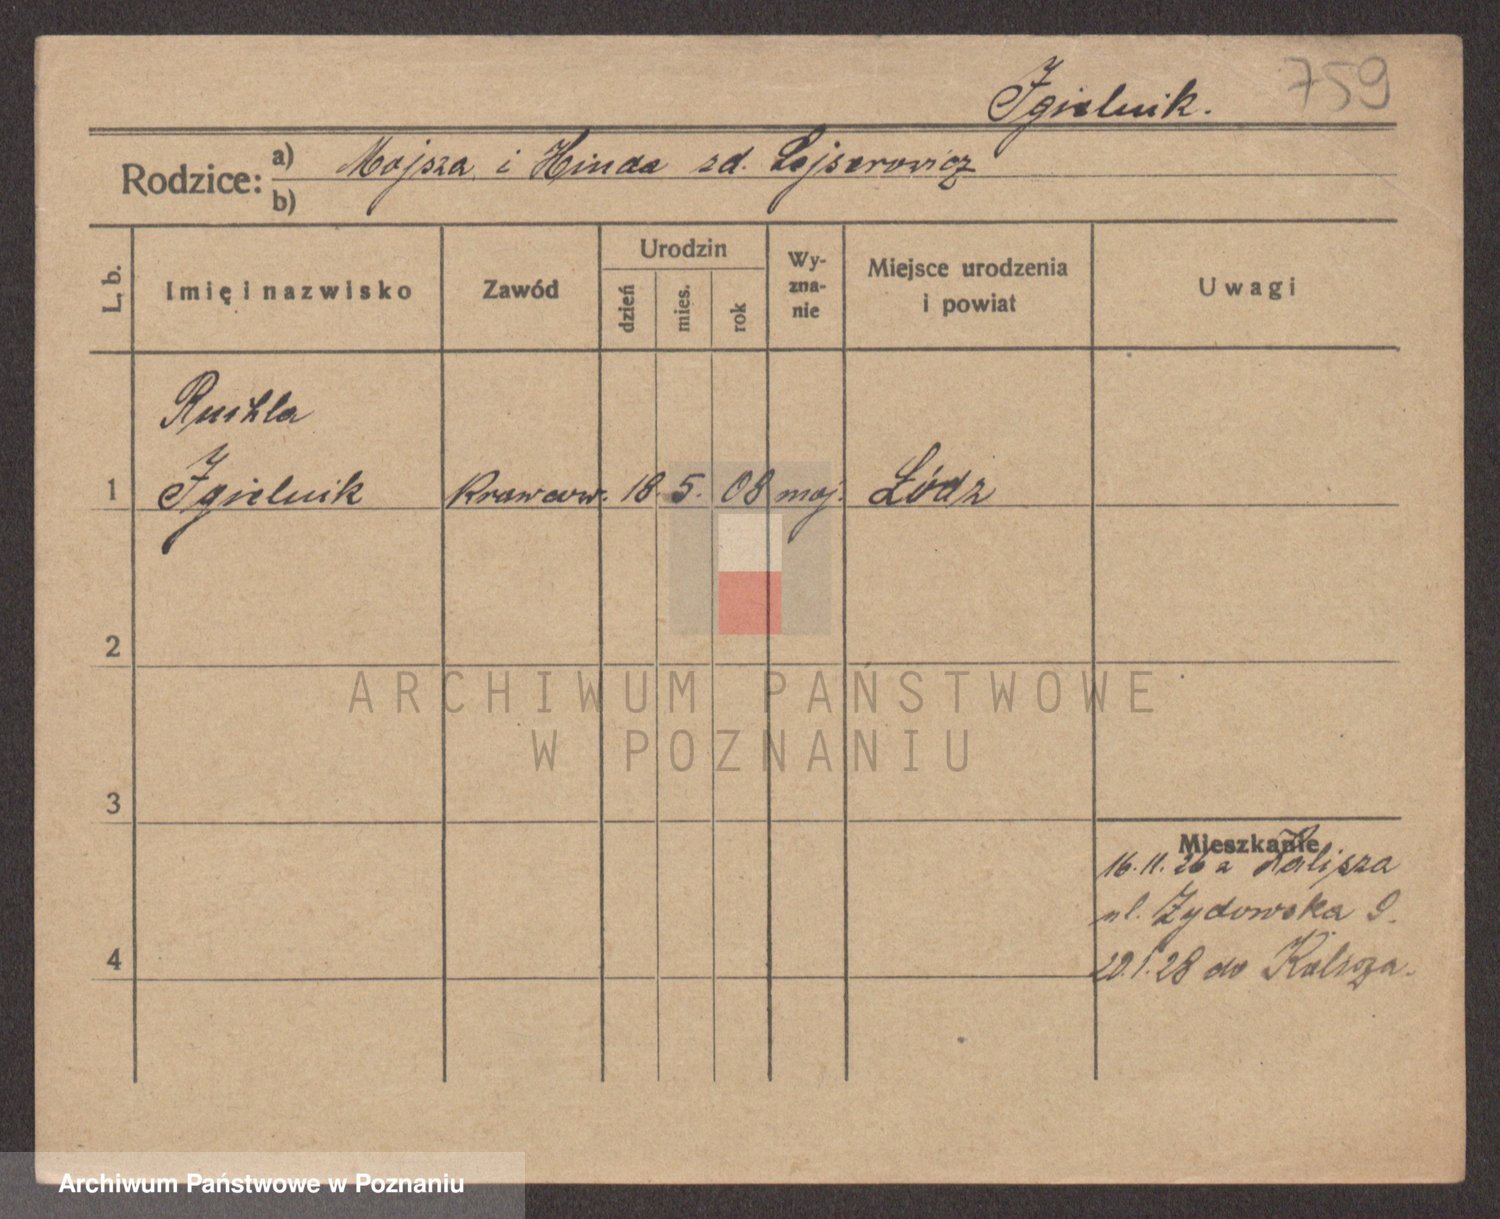 Igielnik.
759
Rodzice:
a) Mojsza i Hinda zd. Lejzerowicz
b)
L. b.
Imię i nazwisko
Zawód
Urodzin
dzień
mies.
rok
Wy-
zna-
nie
Miejsce urodzenia
i powiat
Uwagi
Ruchla
1 Igielnik Krawcow. 18. 5. 08 moj. Łódz
2
ARCHIWUM PAŃSTWOWE
W POZNANIU
3
Mieszkanie
16.11.26 z Kalisza
ul. Żydowska 9.
4
20.1.28 do Kalisza.
Archiwum Państwowe w Poznaniu